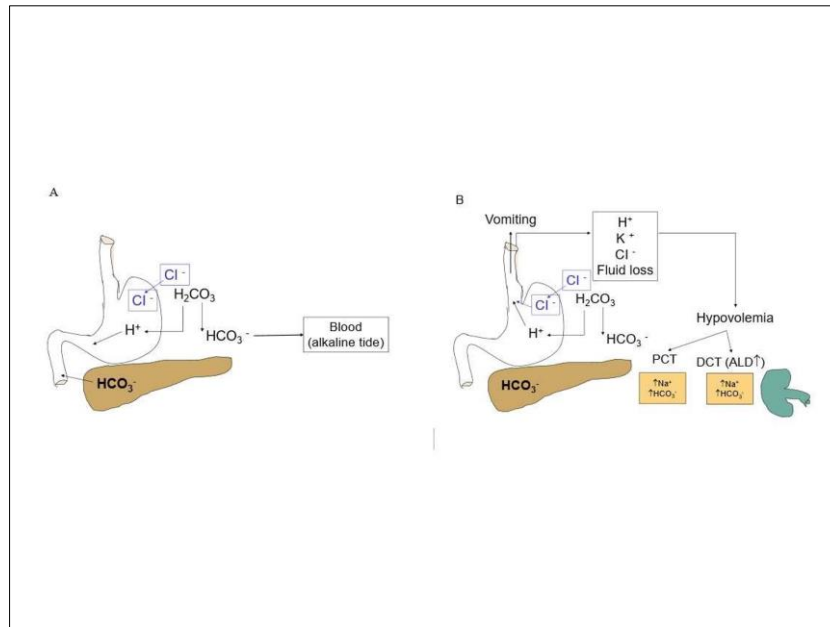 A
Cl -
Cl -
H2CO3
H+
HCO3 -
Blood
(alkaline tide)
HCO3-
B
Vomiting
H+
K +
Cl -
Fluid loss
Cl -
Cl -
H2CO3
H+
HCO3 -
Hypovolemia
PCT
DCT (ALD↑)
HCO3-
↑Na+
↑HCO3-
↑Na+
↑HCO3-